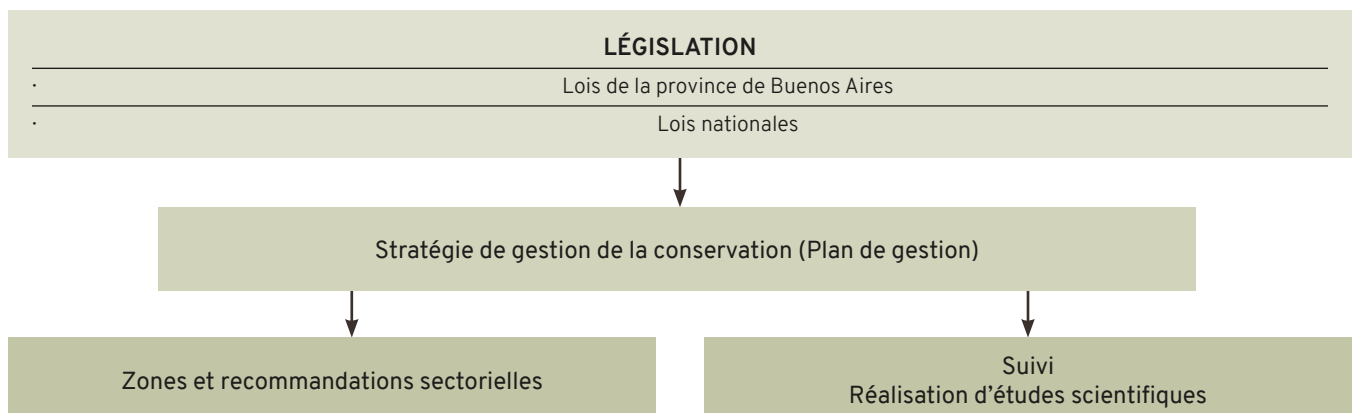 LÉGISLATION
· Lois de la province de Buenos Aires
· Lois nationales
Stratégie de gestion de la conservation (Plan de gestion)
Zones et recommandations sectorielles
Suivi
Réalisation d'études scientifiques